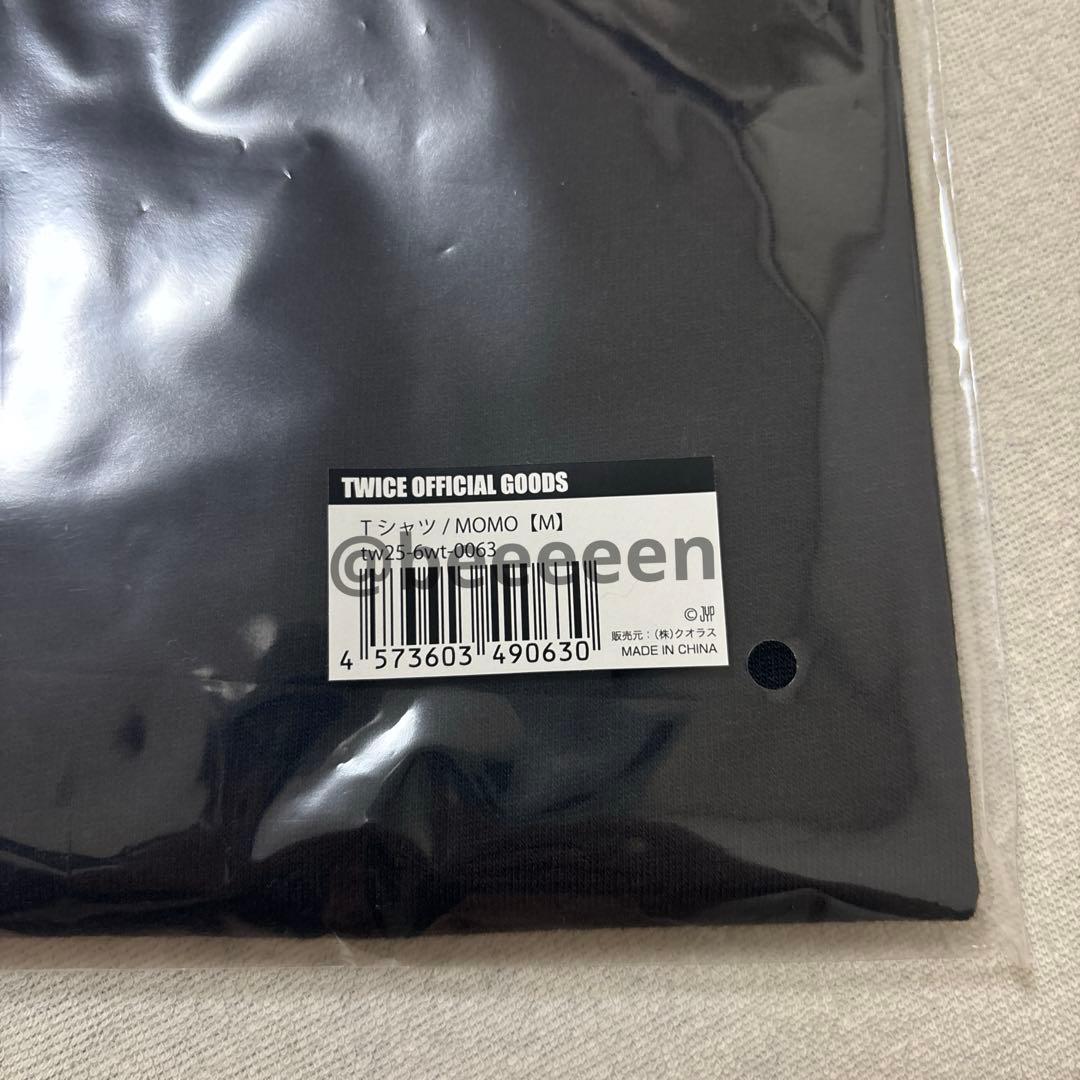 TWICE OFFICIAL GOODS
Tシャツ / MOMO【M】
tw25-6wt-0063
@beeeeen
© JYP
販売元：(株)クオラス
MADE IN CHINA
4 573603 490630